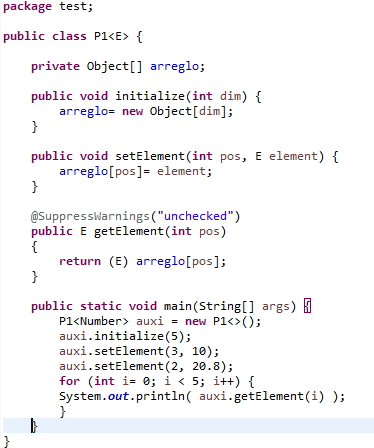 package test;
public class P1<E> {
private Object[] arreglo;
public void initialize(int dim) {
arreglo= new Object[dim];
}
public void setElement(int pos, E element) {
arreglo[pos]= element;
}
@SuppressWarnings("unchecked")
public E getElement(int pos)
{
return (E) arreglo[pos];
}
public static void main(String[] args) {
P1<Number> auxi = new P1<>();
auxi.initialize(5);
auxi.setElement(3, 10);
auxi.setElement(2, 20.8);
for (int i= 0; i < 5; i++) {
System.out.println( auxi.getElement(i) );
}
}
}